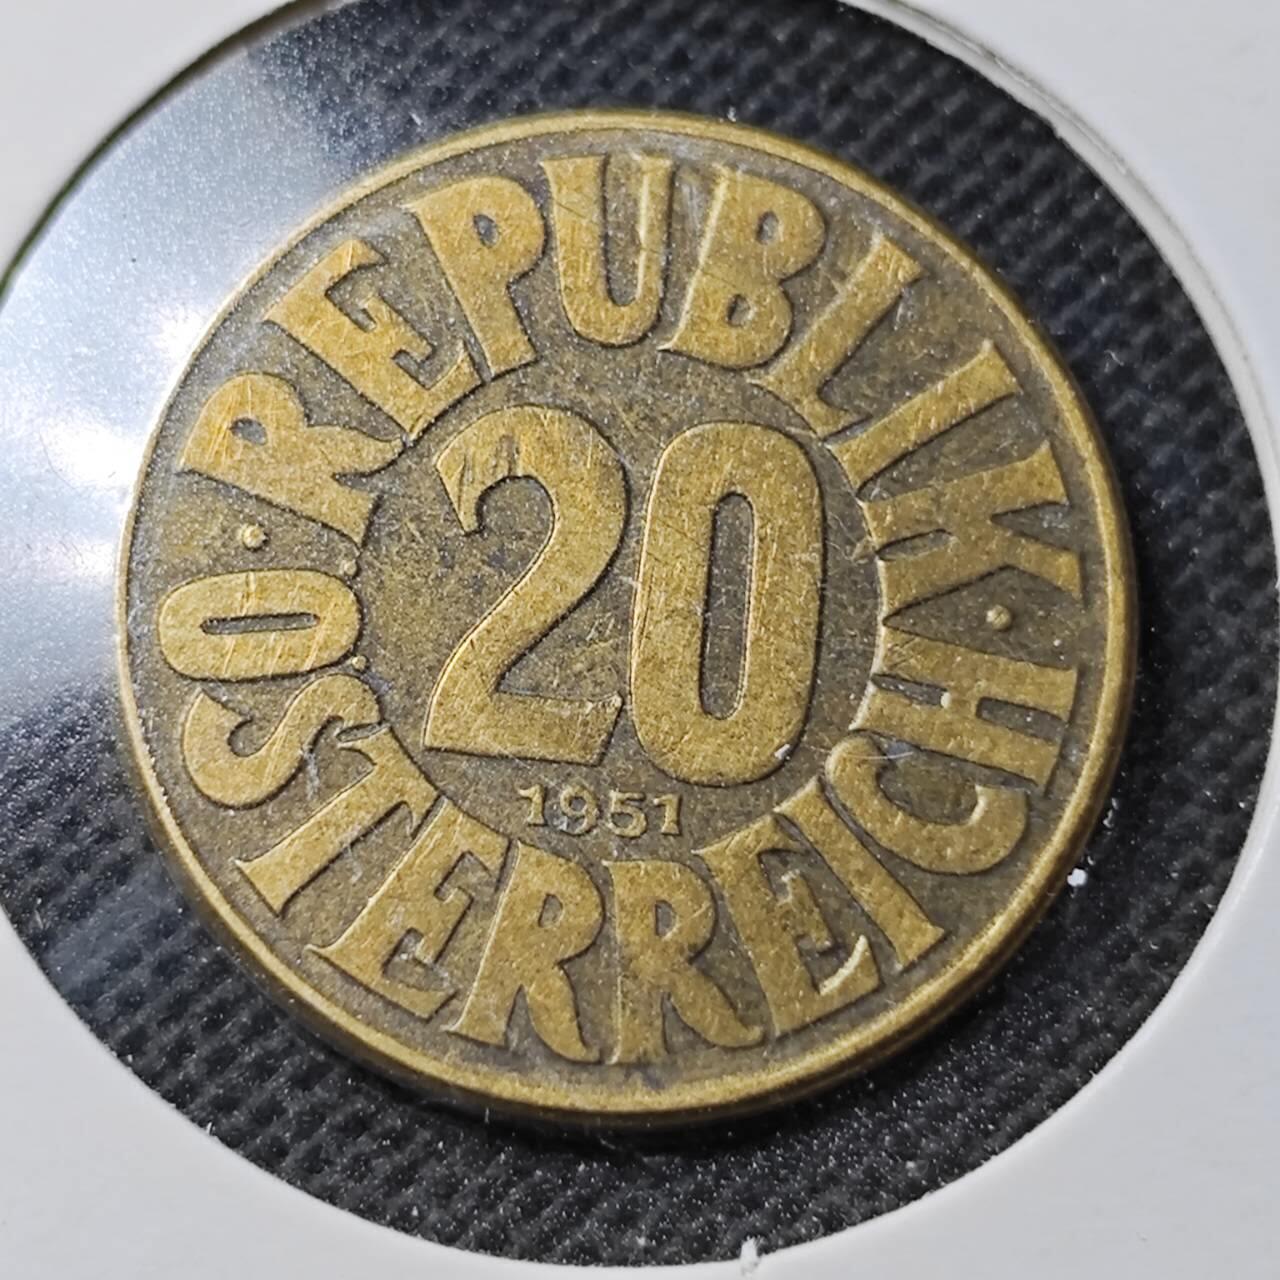 · REPUBLIK ·
ÖSTERREICH
20
1951